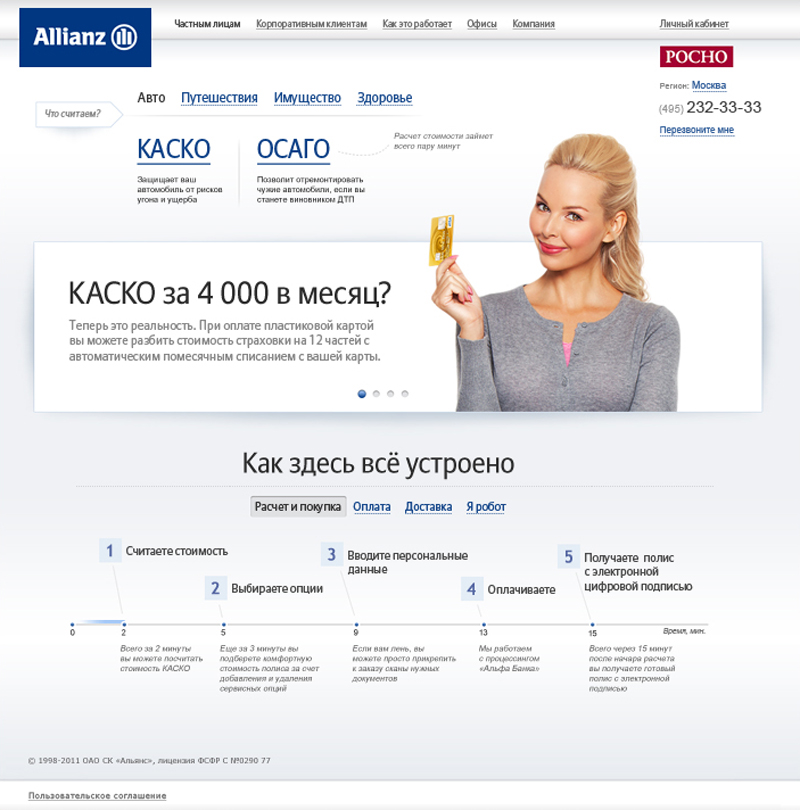 Allianz
Частным лицам Корпоративным клиентам Как это работает Офисы Компания Личный кабинет
РОСНО
Регион: Москва
(495) 232-33-33
Перезвоните мне
Что считаем?
Авто Путешествия Имущество Здоровье
КАСКО
Защищает ваш
автомобиль от рисков
угона и ущерба
ОСАГО
Позволит отремонтировать
чужие автомобили, если вы
станете виновником ДТП
Расчет стоимости займет
всего пару минут
КАСКО за 4 000 в месяц?
Теперь это реальность. При оплате пластиковой картой
вы можете разбить стоимость страховки на 12 частей с
автоматическим помесячным списанием с вашей карты.
Как здесь всё устроено
Расчет и покупка Оплата Доставка Я робот
1 Считаете стоимость
2 Выбираете опции
3 Вводите персональные
данные
4 Оплачиваете
5 Получаете полис
с электронной
цифровой подписью
0 2 5 9 13 15 Время, мин.
Всего за 2 минуты
вы можете посчитать
стоимость КАСКО
Еще за 3 минуты вы
подберете комфортную
стоимость полиса за счет
добавления и удаления
сервисных опций
Если вам лень, вы
можете просто прикрепить
к заказу сканы нужных
документов
Мы работаем
с процессингом
«Альфа Банка»
Всего через 15 минут
после начара расчета
вы получаете готовый
полис с электронной
подписью
© 1998-2011 ОАО СК «Альянс», лицензия ФСФР С №0290 77
Пользовательское соглашение